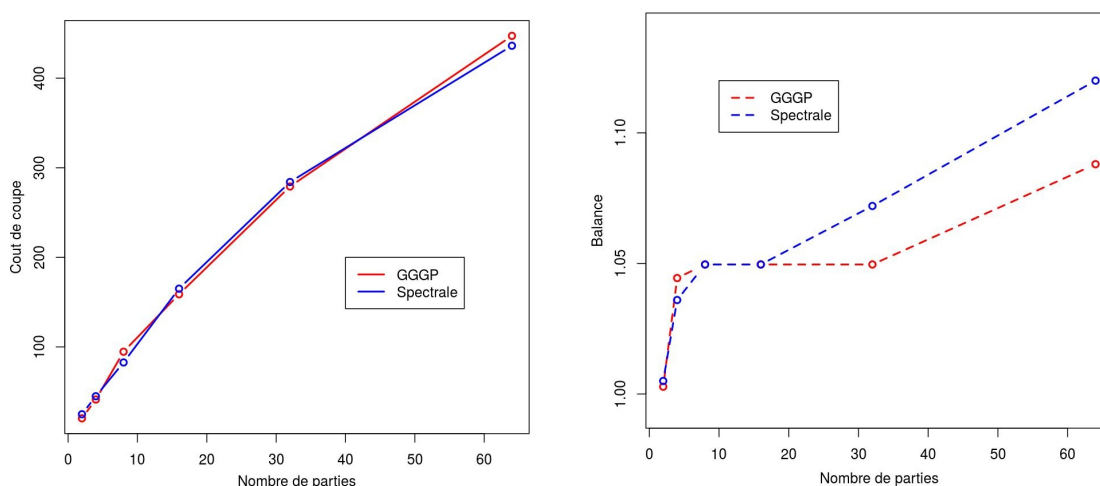 400
300
200
100
Cout de coupe
GGGP
Spectrale
0 10 20 30 40 50 60
Nombre de parties
1.10
1.05
1.00
Balance
GGGP
Spectrale
0 10 20 30 40 50 60
Nombre de parties